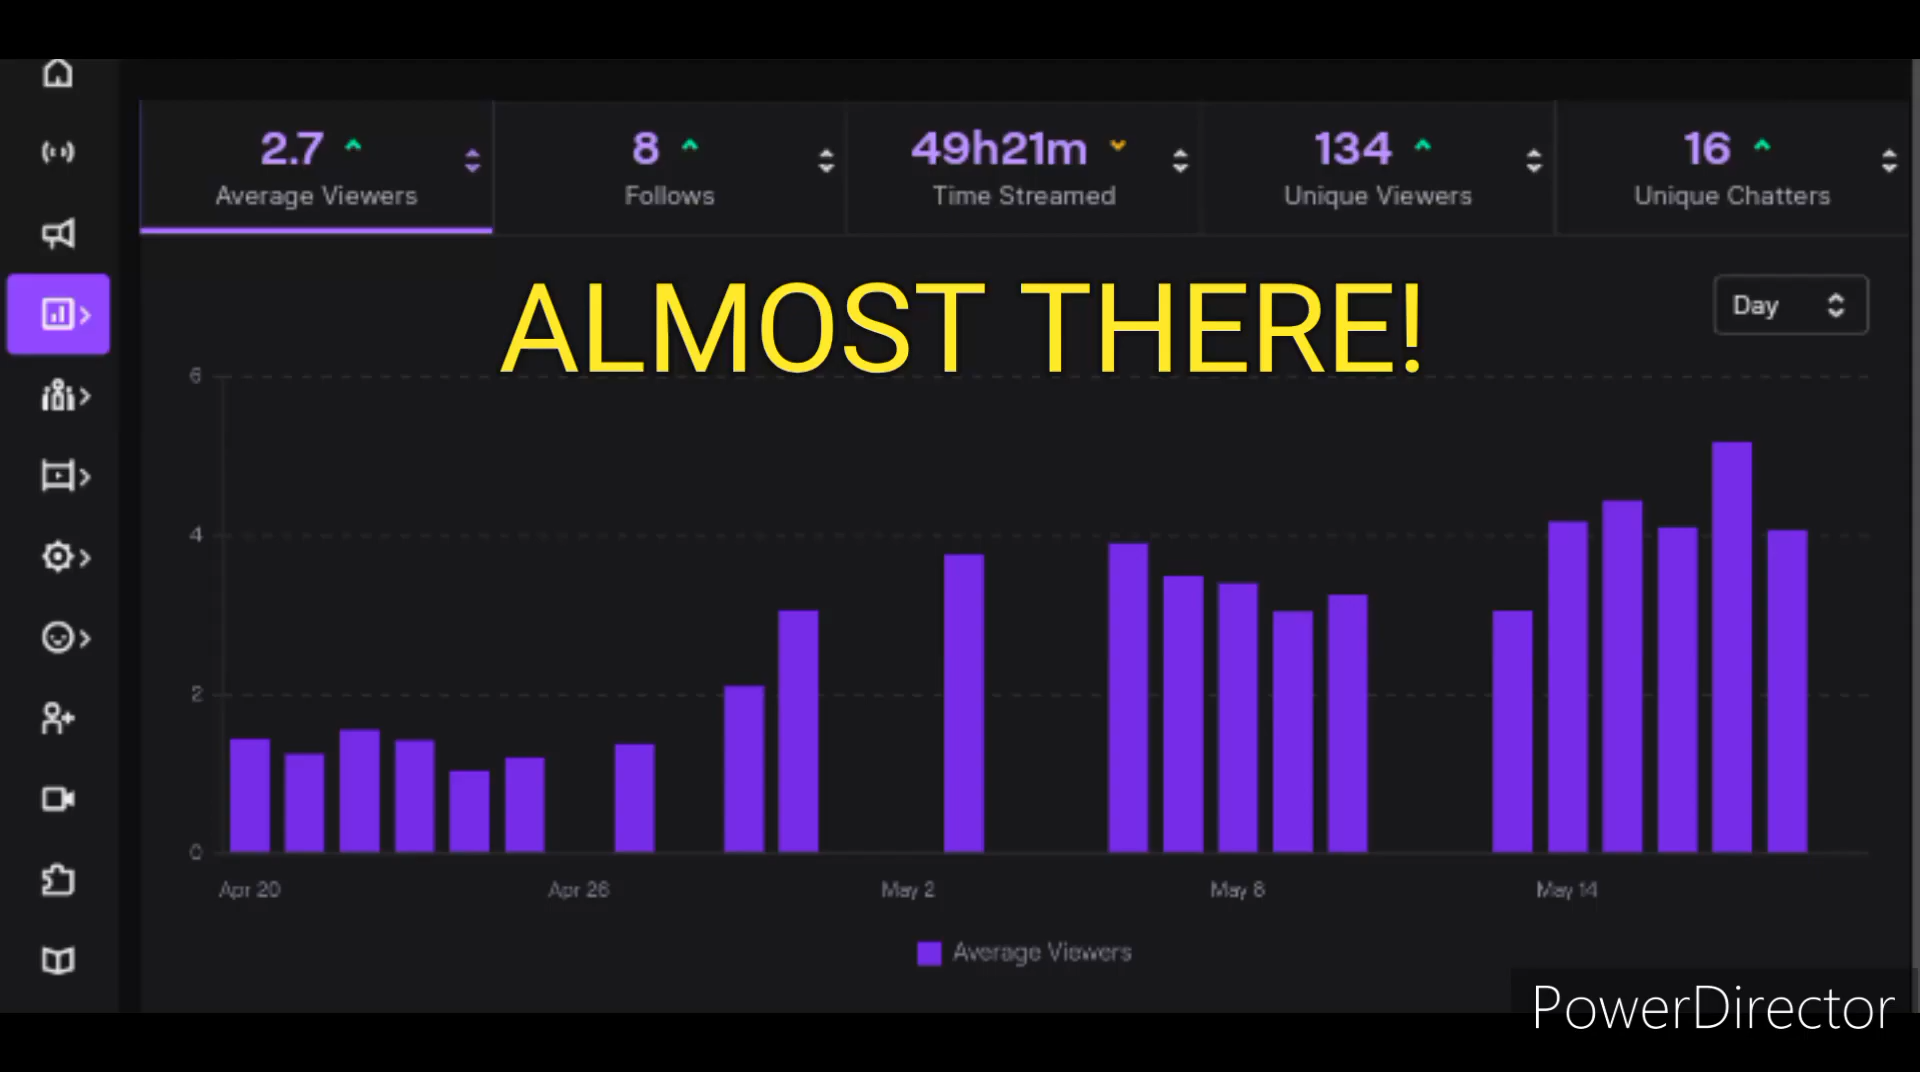 2.7
Average Viewers
8
Follows
49h21m
Time Streamed
134
Unique Viewers
16
Unique Chatters
ALMOST THERE!
Day
6
4
2
0
Apr 20
Apr 26
May 2
May 8
May 14
Average Viewers
PowerDirector